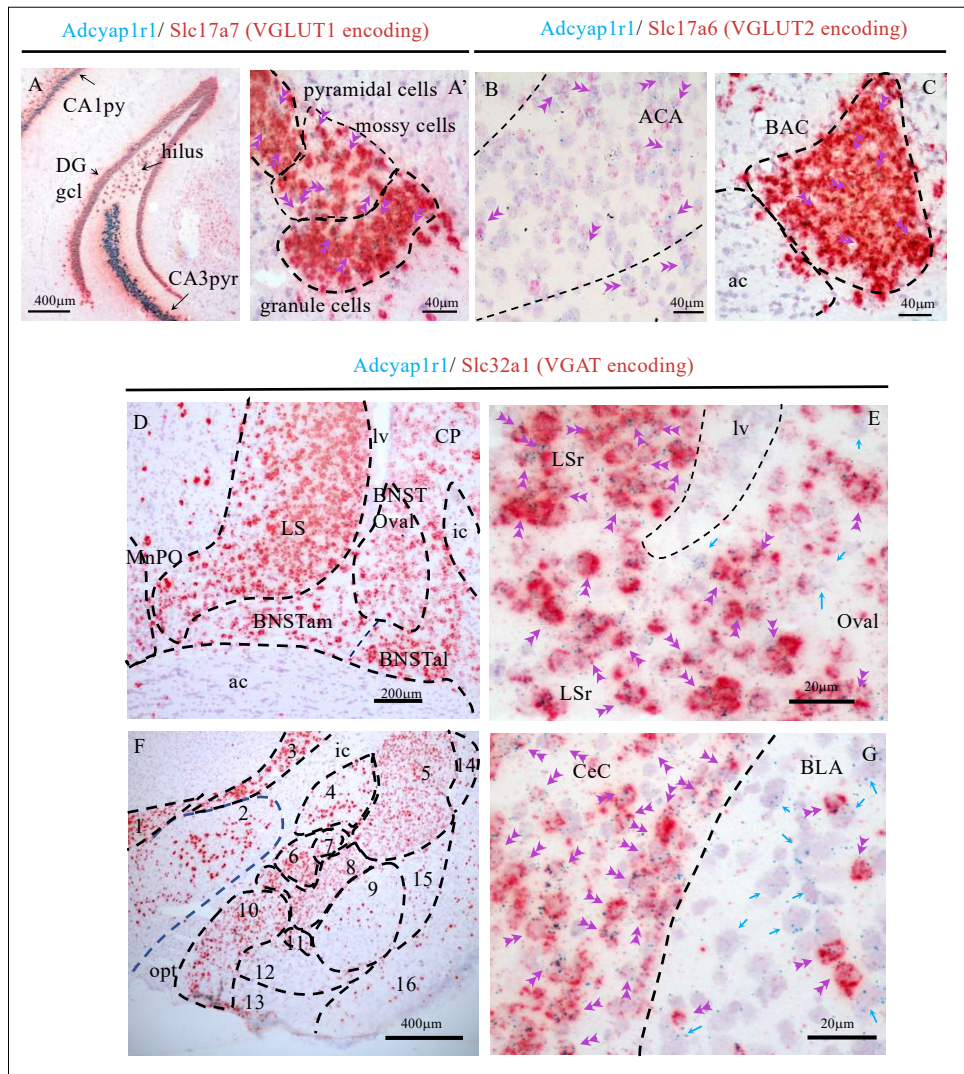 Adcyap1r1/ Slc17a7 (VGLUT1 encoding)
Adcyap1r1/ Slc17a6 (VGLUT2 encoding)
A
CA1py
DG
gcl
hilus
CA3pyr
400μm
A'
pyramidal cells
mossy cells
granule cells
40μm
B
ACA
40μm
C
BAC
ac
40μm
Adcyap1r1/ Slc32a1 (VGAT encoding)
D
lv
CP
BNST
Oval
ic
LS
MnPO
BNSTam
BNSTal
ac
200μm
E
lv
LSr
Oval
LSr
20μm
F
3
ic
14
5
4
2
1
7
6
8
15
9
10
11
opt
12
16
13
400μm
G
CeC
BLA
20μm